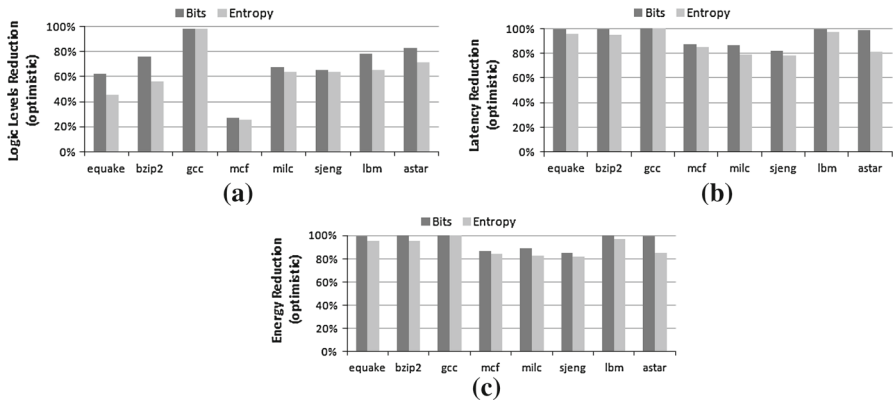 Bits Entropy
Logic Levels Reduction
(optimistic)
100%
80%
60%
40%
20%
0%
equake bzip2 gcc mcf milc sjeng lbm astar
(a)
Bits Entropy
Latency Reduction
(optimistic)
100%
80%
60%
40%
20%
0%
equake bzip2 gcc mcf milc sjeng lbm astar
(b)
Bits Entropy
Energy Reduction
(optimistic)
100%
80%
60%
40%
20%
0%
equake bzip2 gcc mcf milc sjeng lbm astar
(c)